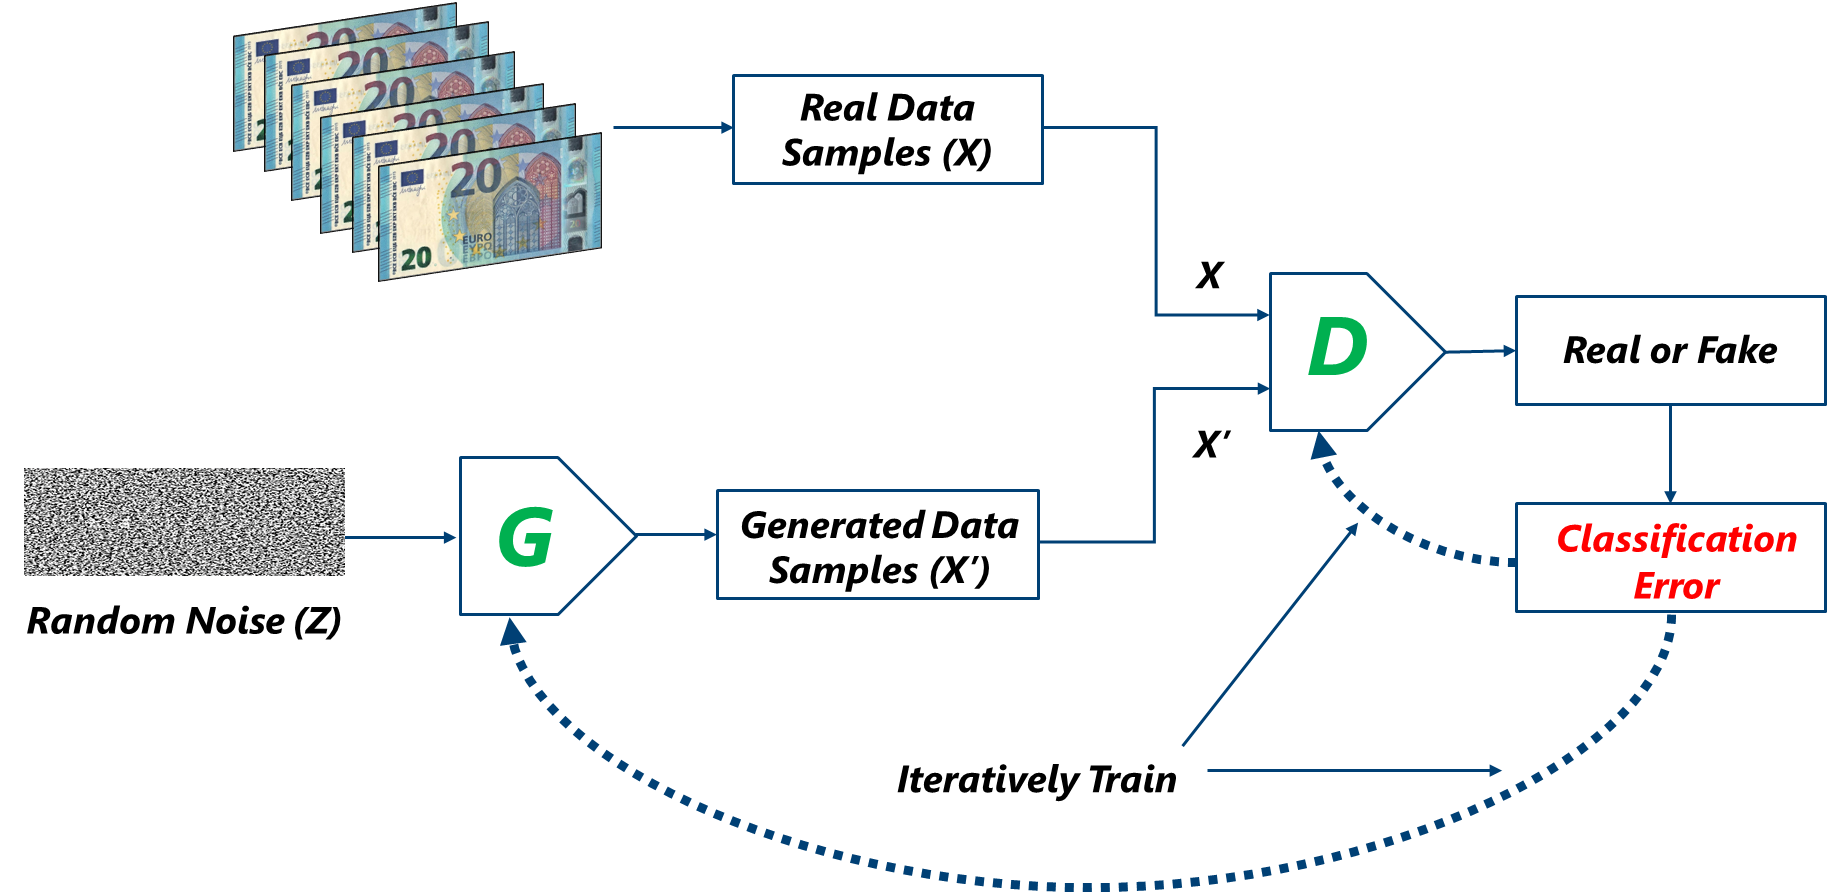 20
20
20
20
20
20
EURO
ΕΥΡΩ
ЕВРО
20
Real Data
Samples (X)
X
D
Real or Fake
X’
G
Generated Data
Samples (X’)
Classification
Error
Random Noise (Z)
Iteratively Train